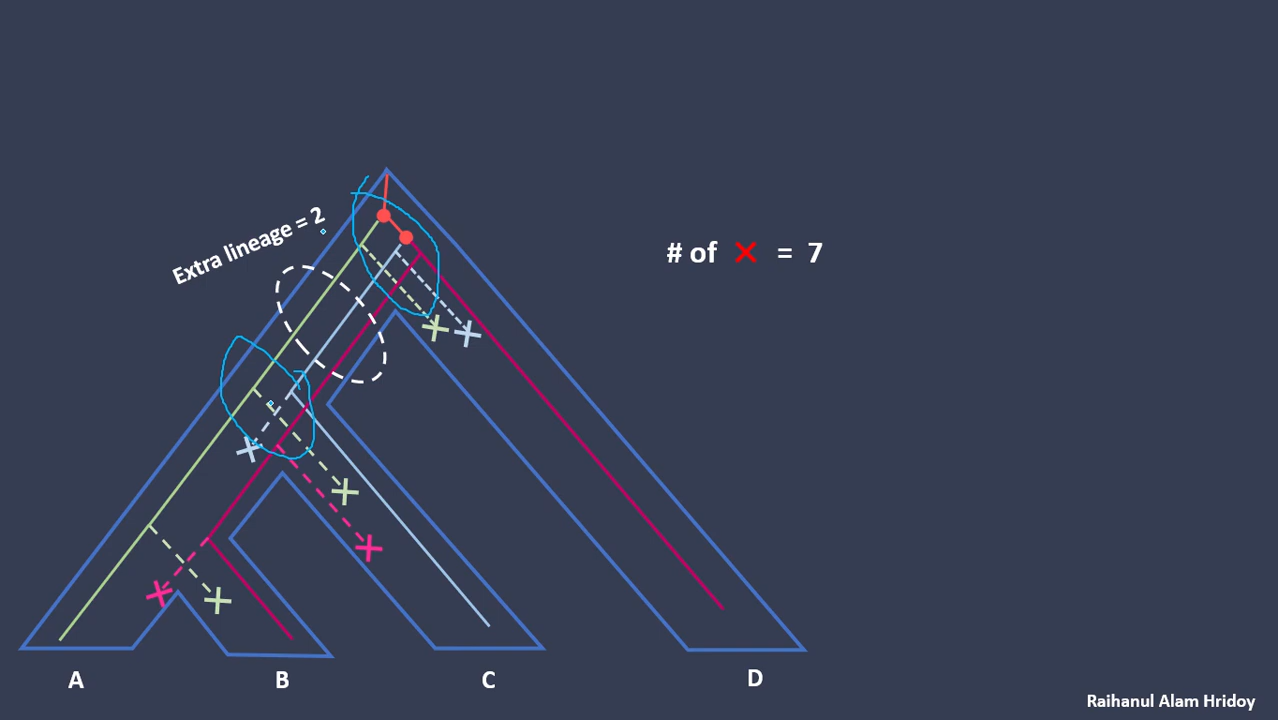 Extra lineage = 2
# of ✕ = 7
A B C D
Raihanul Alam Hridoy